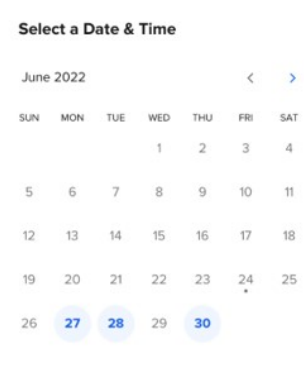 Select a Date & Time
June 2022 < >
SUN MON TUE WED THU FRI SAT
1 2 3 4
5 6 7 8 9 10 11
12 13 14 15 16 17 18
19 20 21 22 23 24 25
26 27 28 29 30